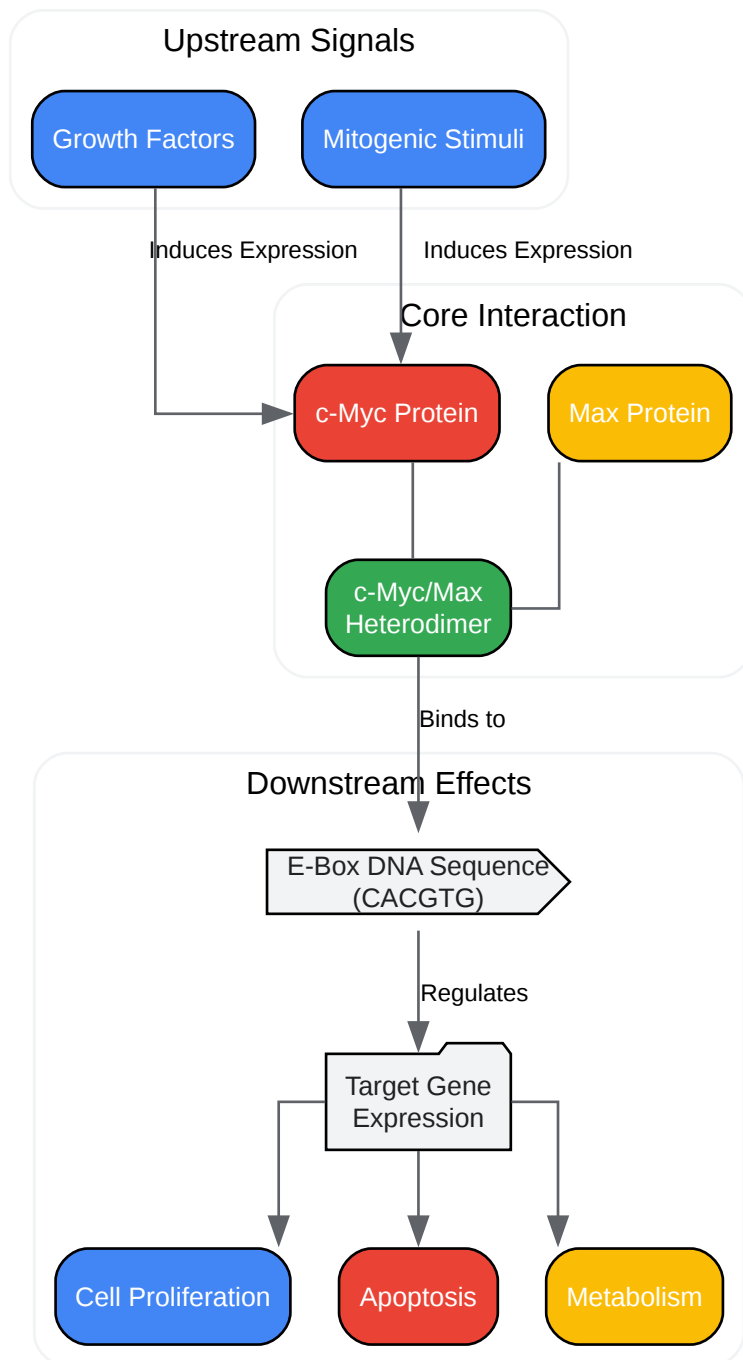 Upstream Signals
Growth Factors
Mitogenic Stimuli
Induces Expression
Induces Expression
Core Interaction
c-Myc Protein
Max Protein
c-Myc/Max
Heterodimer
Binds to
Downstream Effects
E-Box DNA Sequence
(CACGTG)
Regulates
Target Gene
Expression
Cell Proliferation
Apoptosis
Metabolism